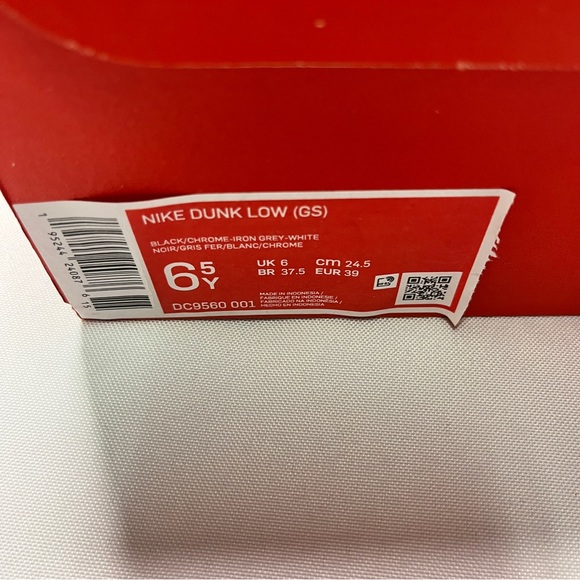 NIKE DUNK LOW (GS)
BLACK/CHROME-IRON GREY-WHITE
NOIR/GRIS FER/BLANC/CHROME
6.5Y
UK 6 cm 24.5
BR 37.5 EUR 39
DC9560 001
MADE IN INDONESIA /
FABRIQUÉ EN INDONÉSIE /
FABRICADO NA INDONÉSIA /
HECHO EN INDONESIA